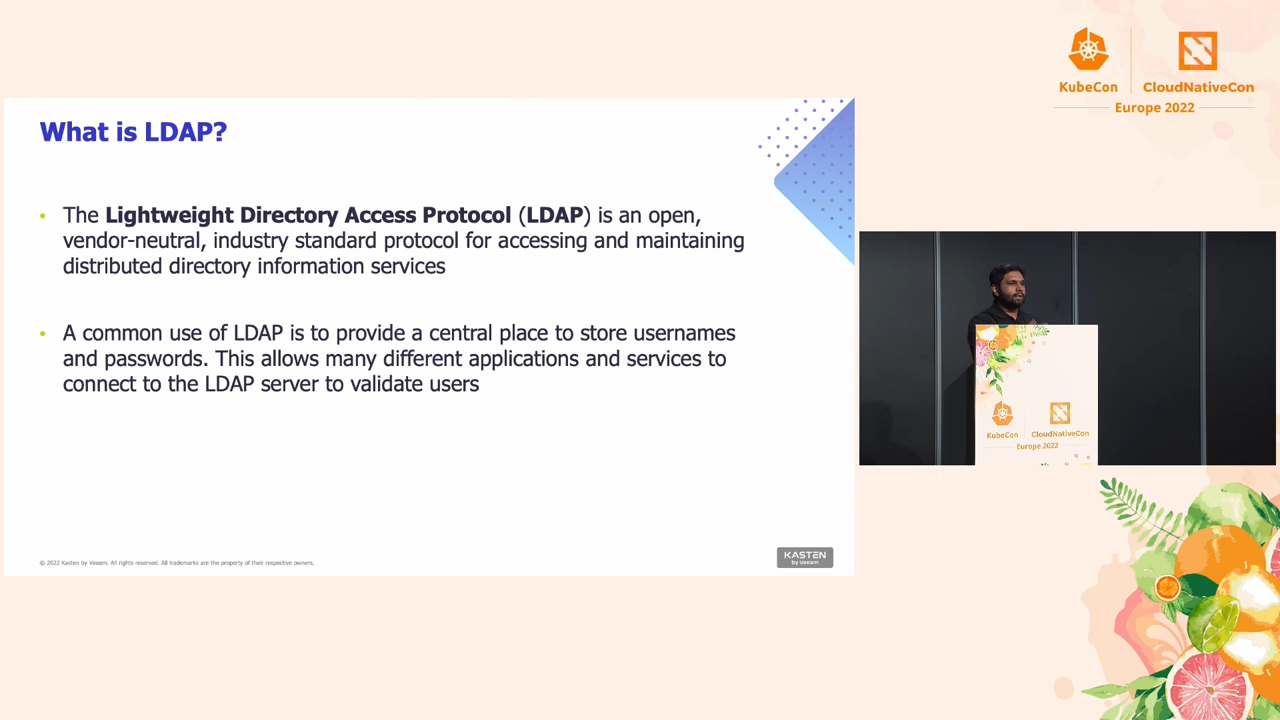 KubeCon
CloudNativeCon
Europe 2022
What is LDAP?
• The Lightweight Directory Access Protocol (LDAP) is an open,
vendor-neutral, industry standard protocol for accessing and maintaining
distributed directory information services
• A common use of LDAP is to provide a central place to store usernames
and passwords. This allows many different applications and services to
connect to the LDAP server to validate users
© 2022 Kasten by Veeam. All rights reserved. All trademarks are the property of their respective owners.
KASTEN
by Veeam
KubeCon
CloudNativeCon
Europe 2022